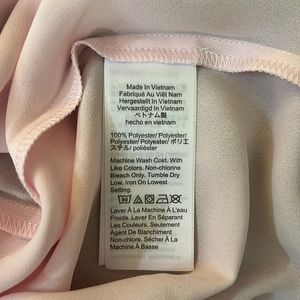 Made In Vietnam
Fabriqué Au Viêt Nam
Hergestellt In Vietnam
Vervaardigd In Vietnam
ベトナム製
hecho en vietnam
100% Polyester/ Polyester/
Polyester/ Polyester/ ポリエ
ステル/ poliéster
Machine Wash Cold. With
Like Colors. Non-chlorine
Bleach Only. Tumble Dry
Low. Iron On Lowest
Setting.
Laver À La Machine À L'eau
Froide. Laver En Séparant
Les Couleurs, Seulement
Agent De Blanchiment
Non-chlore. Sécher À La
Machine À Basse